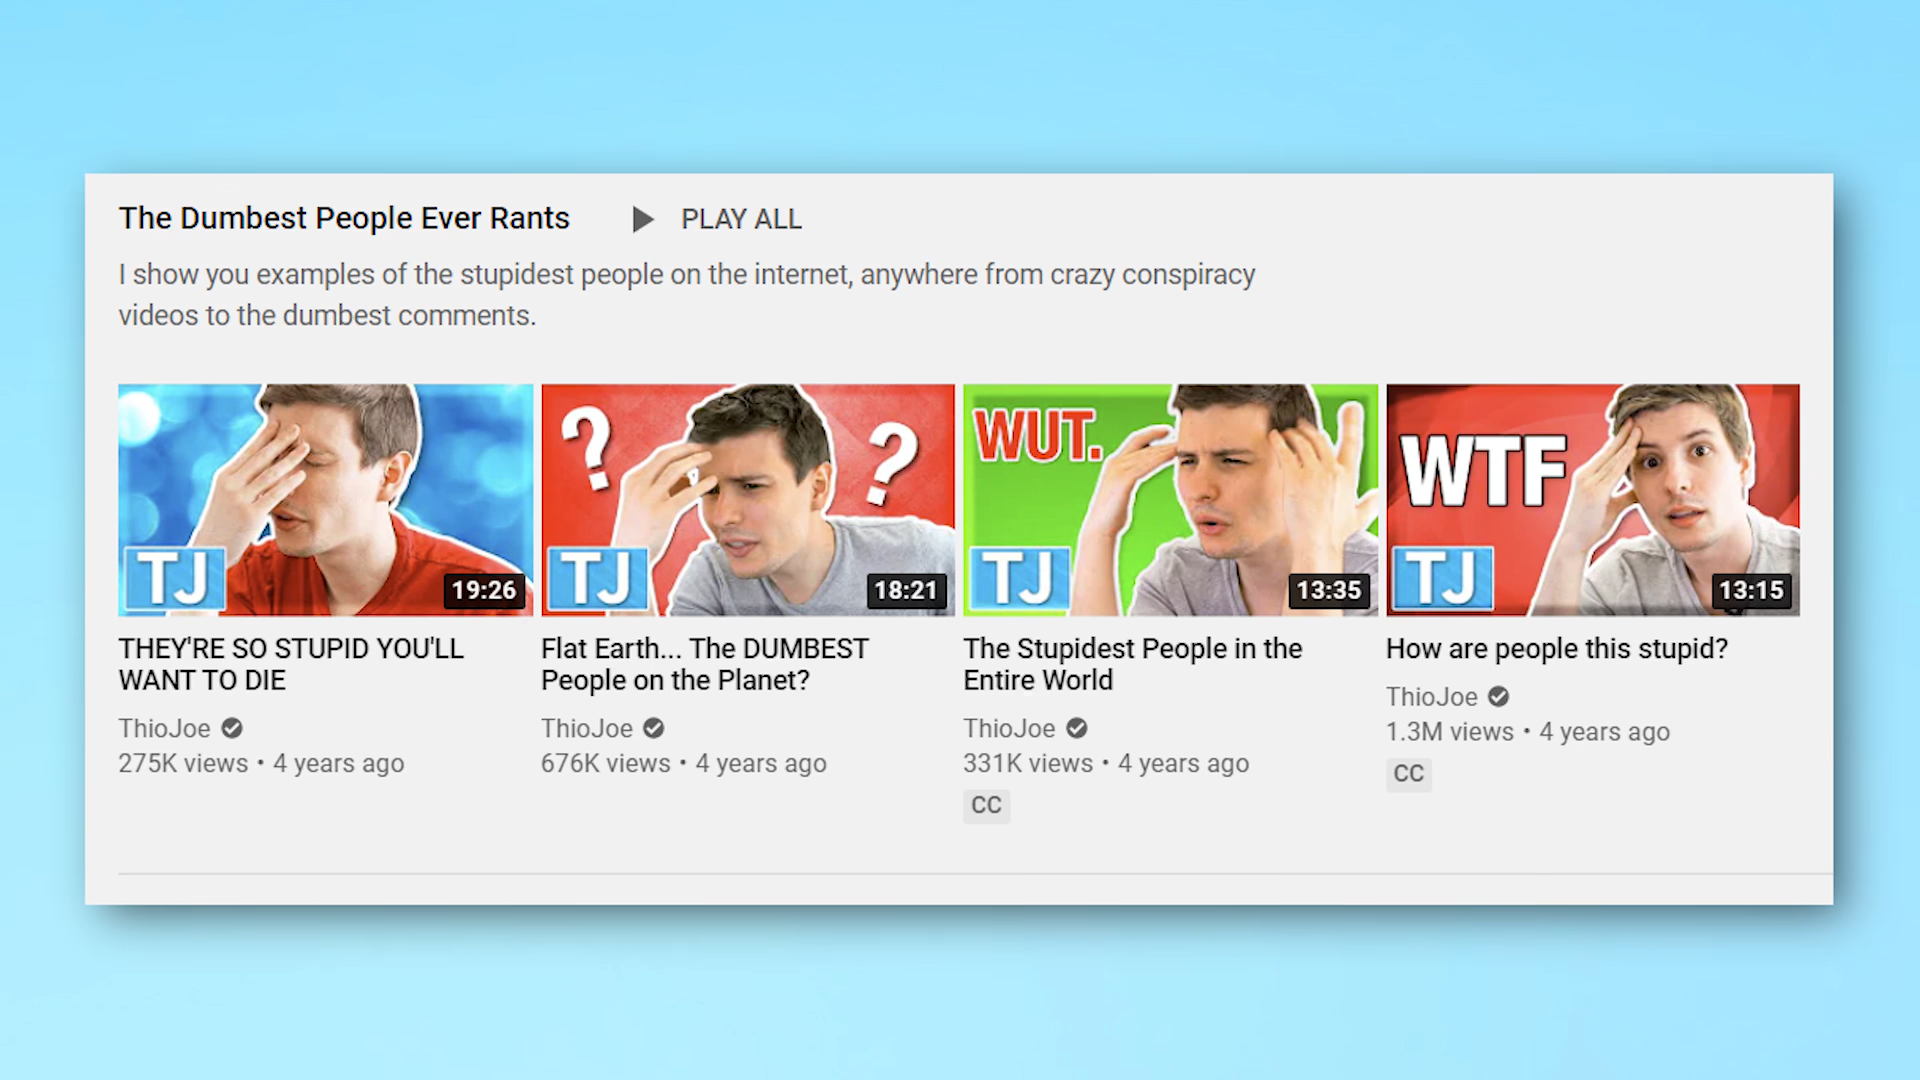 The Dumbest People Ever Rants
PLAY ALL
I show you examples of the stupidest people on the internet, anywhere from crazy conspiracy
videos to the dumbest comments.
TJ
19:26
THEY'RE SO STUPID YOU'LL
WANT TO DIE
ThioJoe
275K views • 4 years ago
? ?
TJ
18:21
Flat Earth... The DUMBEST
People on the Planet?
ThioJoe
676K views • 4 years ago
WUT.
TJ
13:35
The Stupidest People in the
Entire World
ThioJoe
331K views • 4 years ago
CC
WTF
TJ
13:15
How are people this stupid?
ThioJoe
1.3M views • 4 years ago
CC